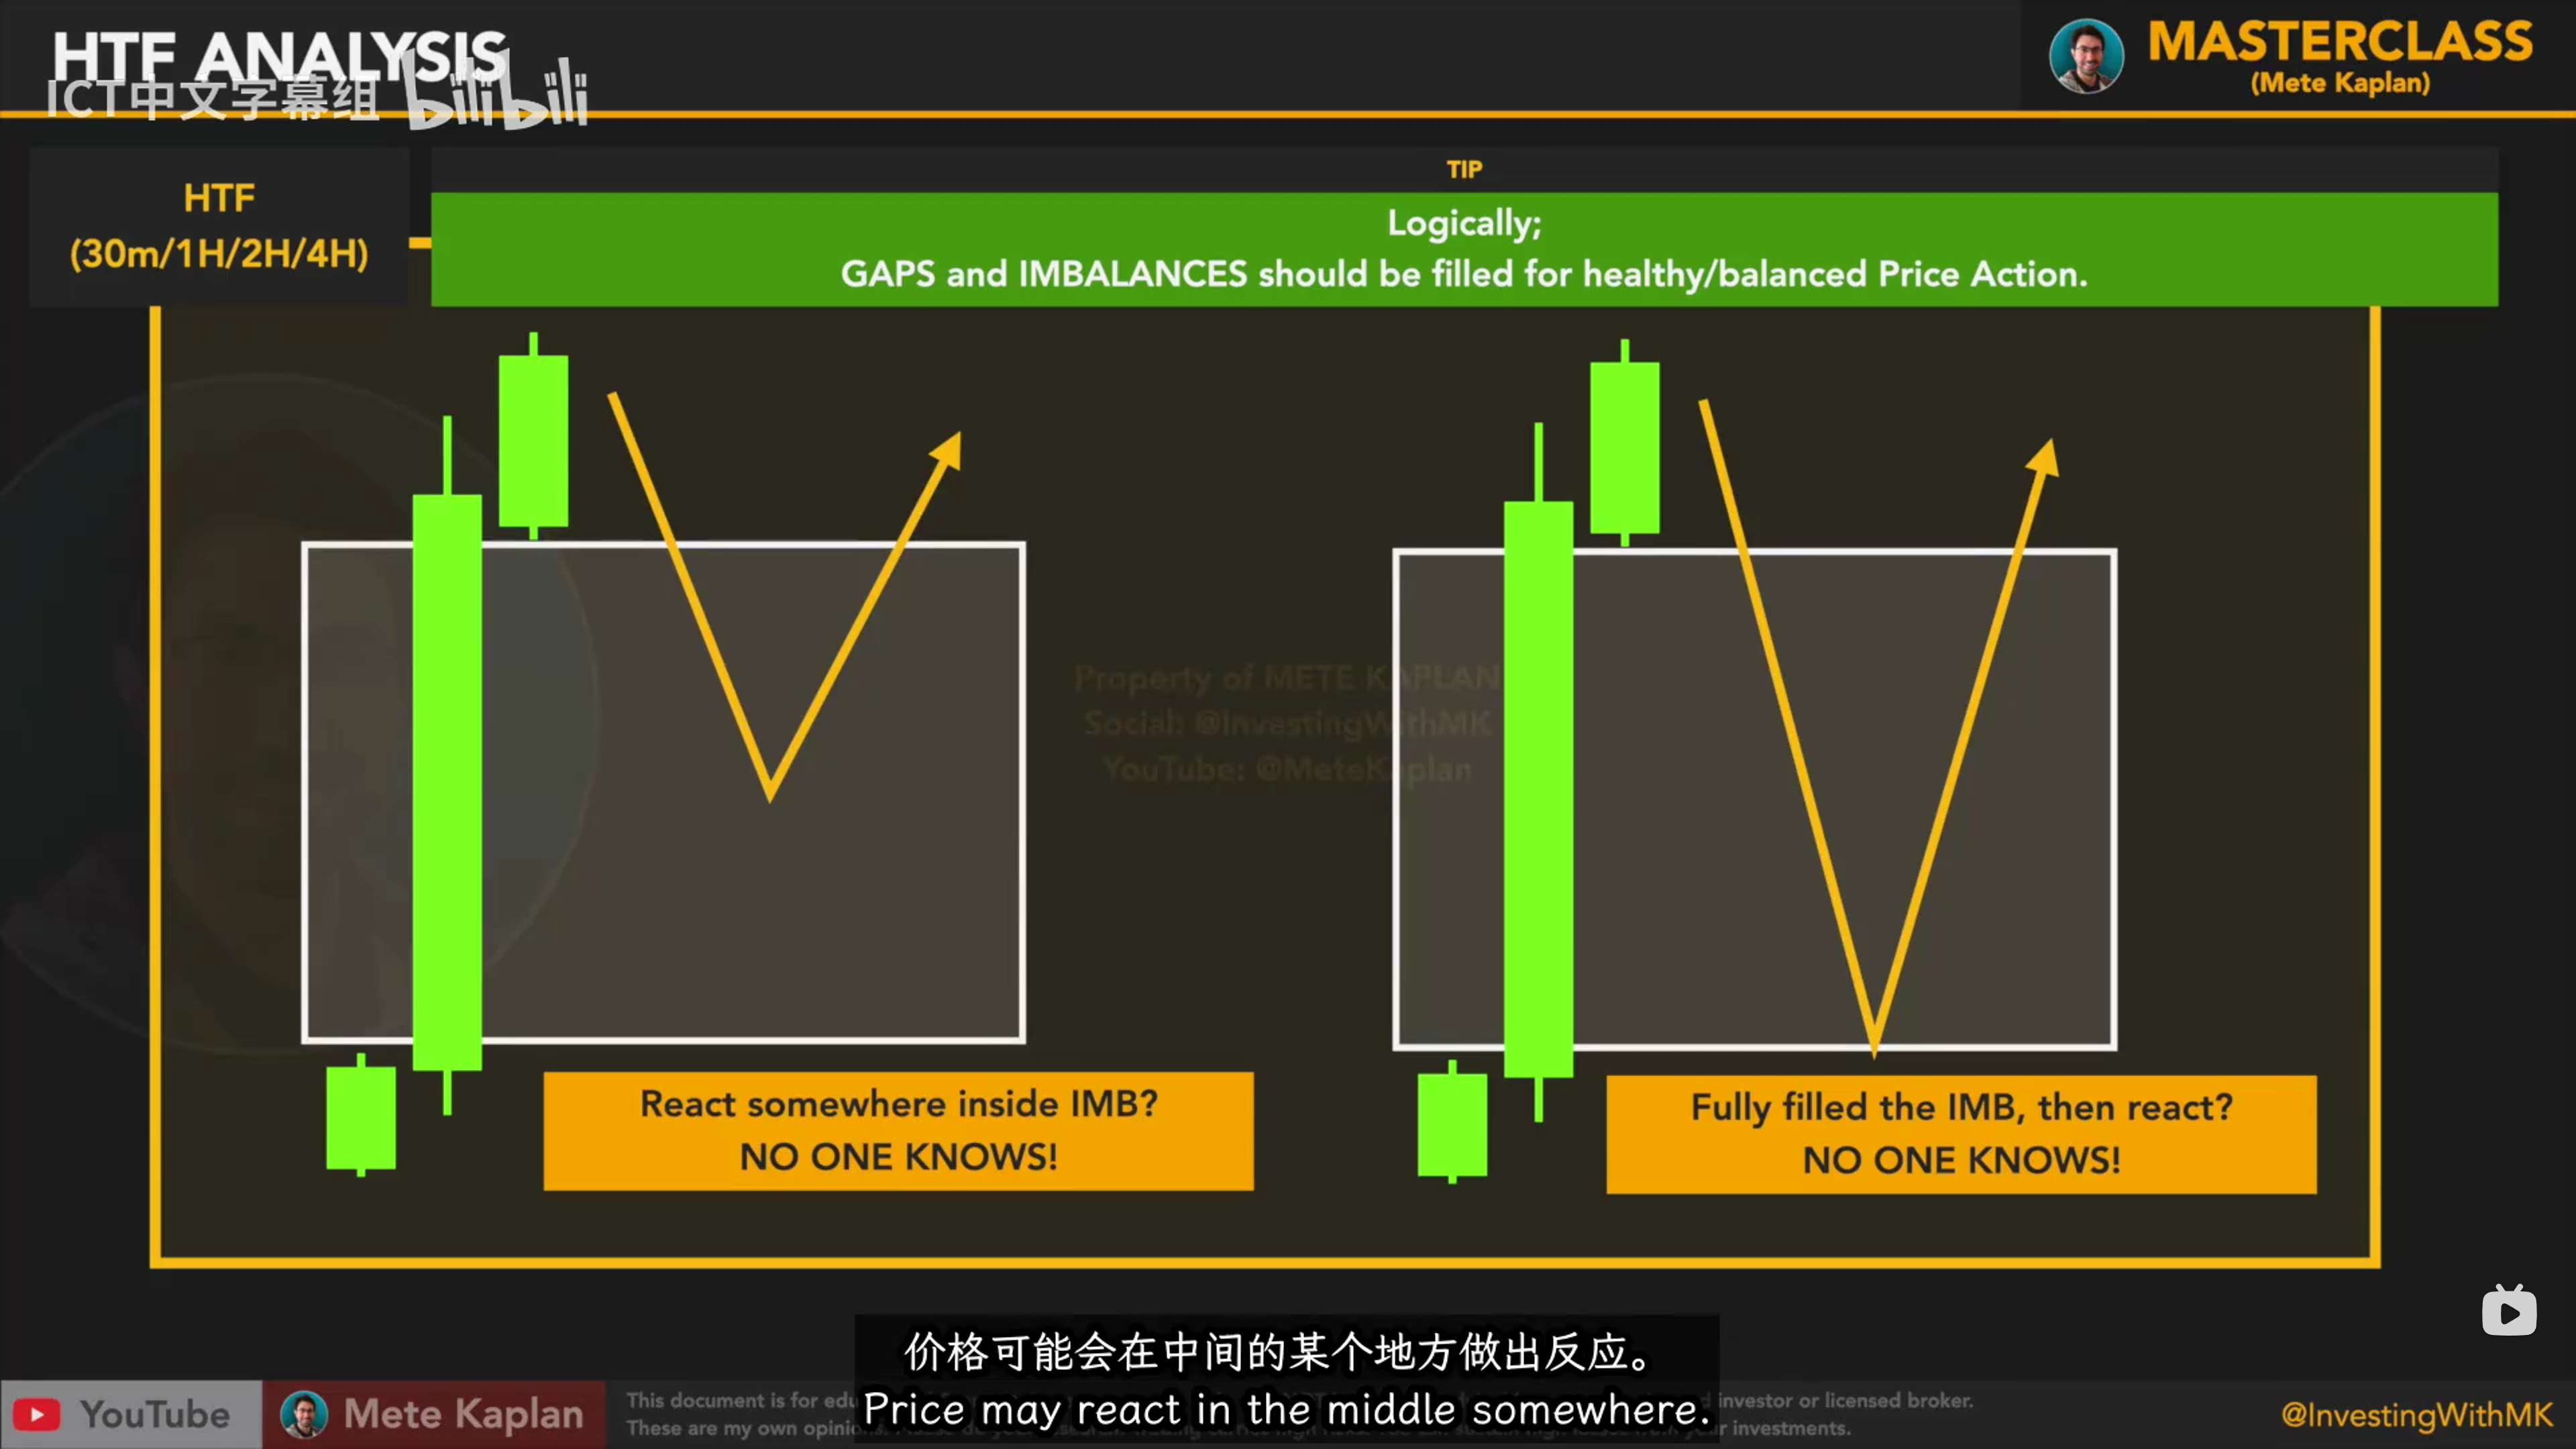 HTF ANALYSIS
ICT中文字幕组 bilibili
MASTERCLASS
(Mete Kaplan)
HTF
(30m/1H/2H/4H)
TIP
Logically;
GAPS and IMBALANCES should be filled for healthy/balanced Price Action.
Property of METE KAPLAN
Social: @InvestingWithMK
YouTube: @MeteKaplan
React somewhere inside IMB?
NO ONE KNOWS!
Fully filled the IMB, then react?
NO ONE KNOWS!
价格可能会在中间的某个地方做出反应。
Price may react in the middle somewhere.
YouTube
Mete Kaplan
This document is for investor or licensed broker.
These are my own investments.
@InvestingWithMK